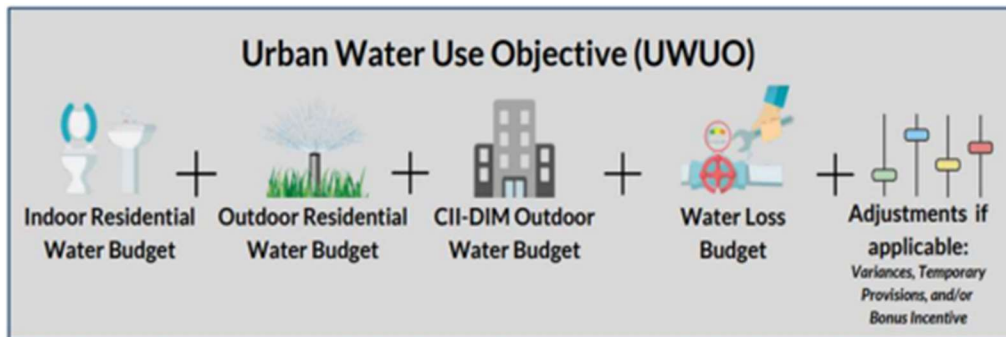 Urban Water Use Objective (UWUO)
Indoor Residential
Water Budget
+
Outdoor Residential
Water Budget
+
CII-DIM Outdoor
Water Budget
+
Water Loss
Budget
+
Adjustments if
applicable:
Variances, Temporary
Provisions, and/or
Bonus Incentive